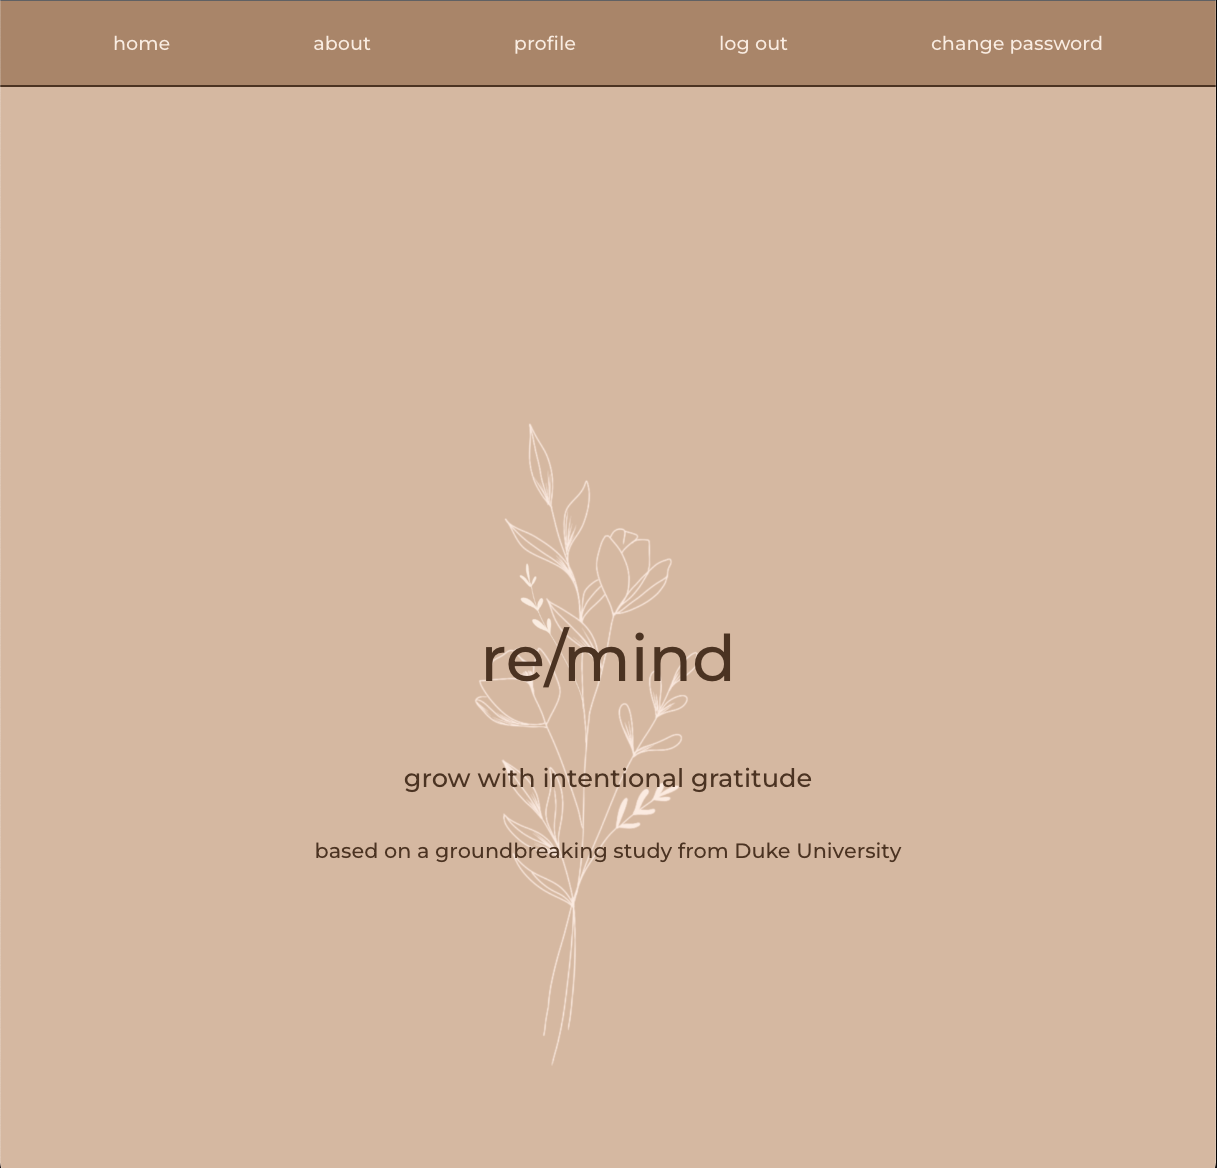 home about profile log out change password
re/mind
grow with intentional gratitude
based on a groundbreaking study from Duke University